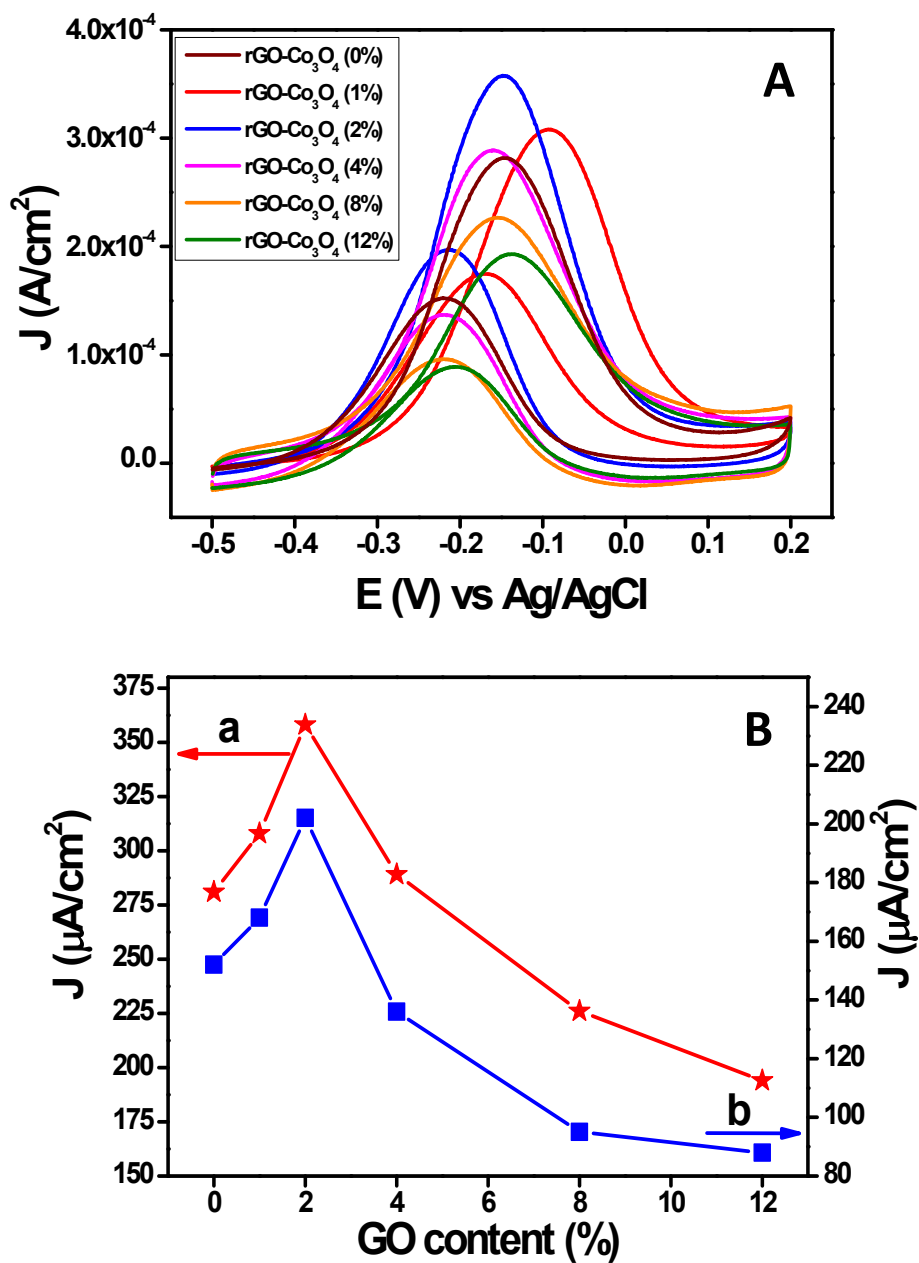 4.0x10⁻⁴
3.0x10⁻⁴
2.0x10⁻⁴
1.0x10⁻⁴
0.0
J (A/cm²)
rGO-Co₃O₄ (0%)
rGO-Co₃O₄ (1%)
rGO-Co₃O₄ (2%)
rGO-Co₃O₄ (4%)
rGO-Co₃O₄ (8%)
rGO-Co₃O₄ (12%)
A
-0.5 -0.4 -0.3 -0.2 -0.1 0.0 0.1 0.2
E (V) vs Ag/AgCl
375
350
325
300
275
250
225
200
175
150
J (μA/cm²)
a
B
b
240
220
200
180
160
140
120
100
80
J (μA/cm²)
0 2 4 6 8 10 12
GO content (%)